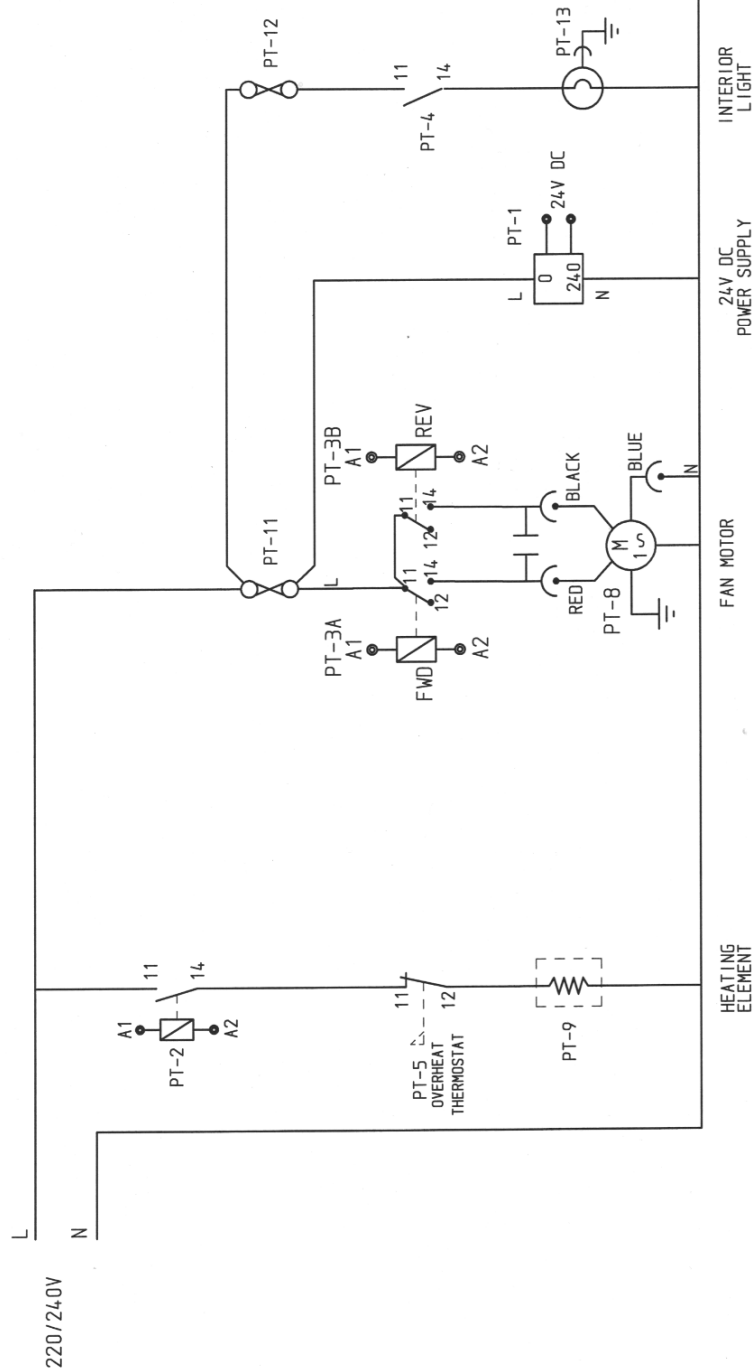 220/240V
L
N
A1
A2
PT-2
11
14
PT-5
OVERHEAT
THERMOSTAT
11
12
PT-9
HEATING
ELEMENT
PT-11
L
PT-3A
A1
A2
FWD
11
14
12
PT-3B
A1
A2
REV
11
14
12
RED
BLACK
PT-8
M
S
1
BLUE
N
FAN MOTOR
PT-1
L
0
240
24V DC
N
24V DC
POWER SUPPLY
PT-12
11
14
PT-4
PT-13
INTERIOR
LIGHT